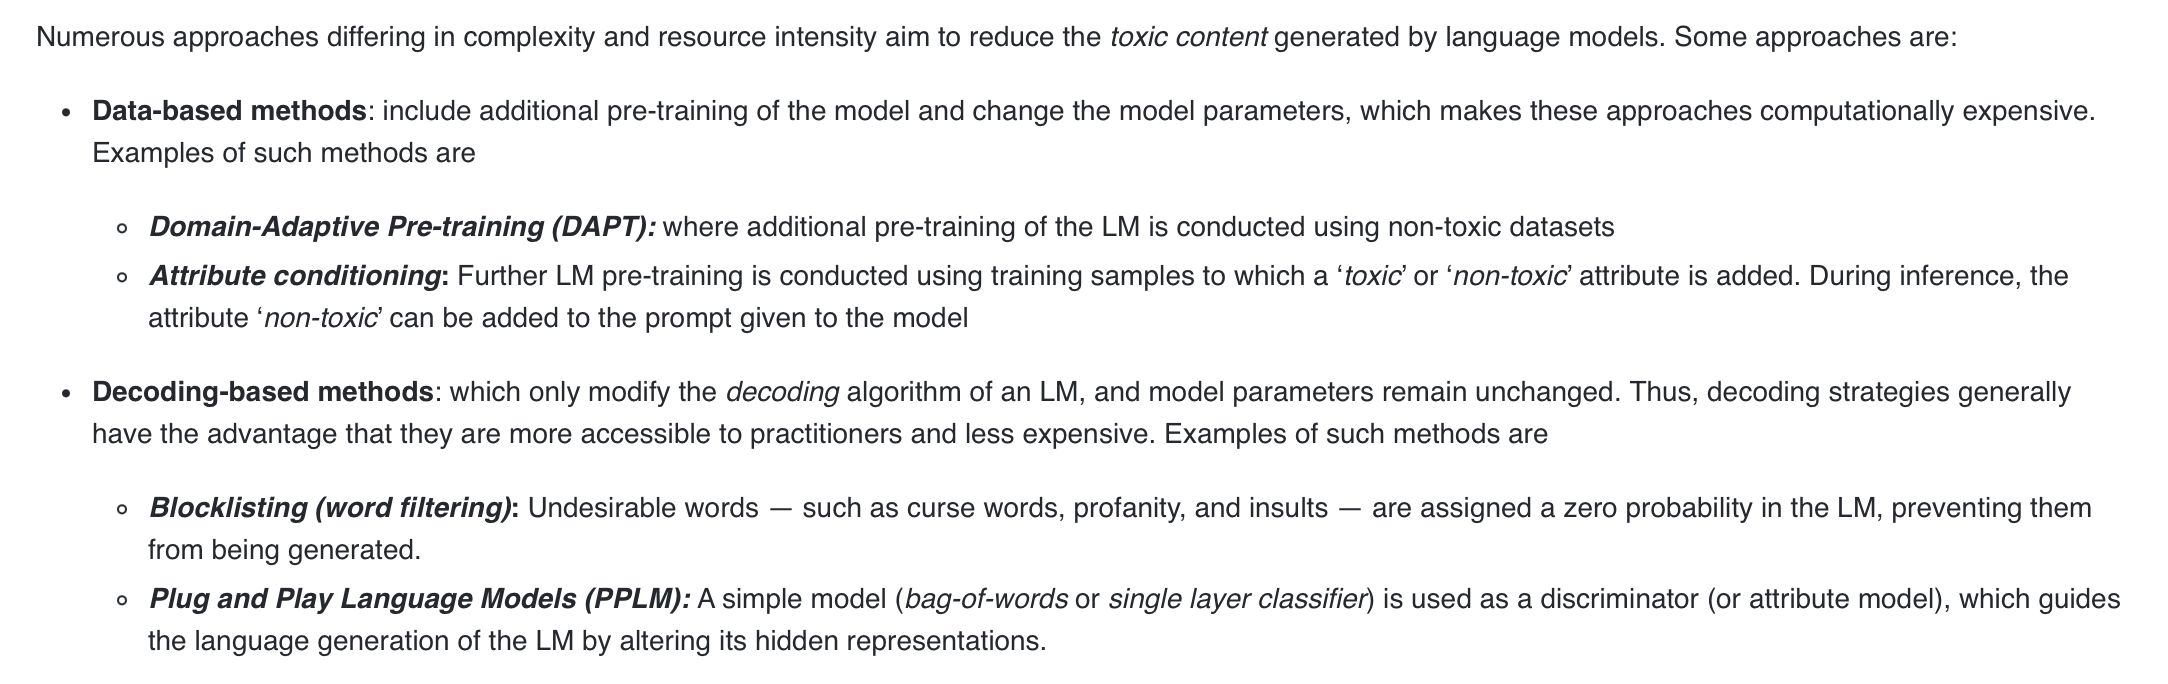 Numerous approaches differing in complexity and resource intensity aim to reduce the toxic content generated by language models. Some approaches are:
• Data-based methods: include additional pre-training of the model and change the model parameters, which makes these approaches computationally expensive.
Examples of such methods are
◦ Domain-Adaptive Pre-training (DAPT): where additional pre-training of the LM is conducted using non-toxic datasets
◦ Attribute conditioning: Further LM pre-training is conducted using training samples to which a ‘toxic’ or ‘non-toxic’ attribute is added. During inference, the
attribute ‘non-toxic’ can be added to the prompt given to the model
• Decoding-based methods: which only modify the decoding algorithm of an LM, and model parameters remain unchanged. Thus, decoding strategies generally
have the advantage that they are more accessible to practitioners and less expensive. Examples of such methods are
◦ Blocklisting (word filtering): Undesirable words — such as curse words, profanity, and insults — are assigned a zero probability in the LM, preventing them
from being generated.
◦ Plug and Play Language Models (PPLM): A simple model (bag-of-words or single layer classifier) is used as a discriminator (or attribute model), which guides
the language generation of the LM by altering its hidden representations.